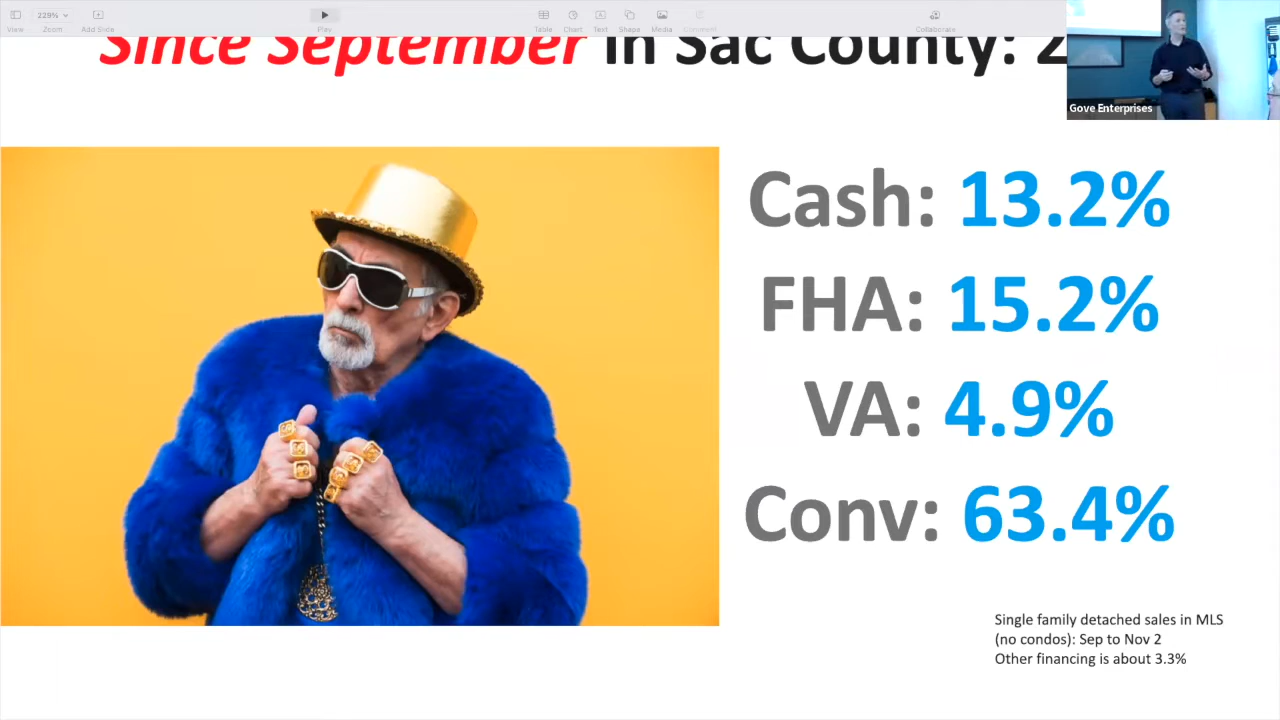 229%
View
Zoom
Add Slide
Play
Table
Chart
Text
Shape
Media
Comment
Collaborate
Since September in Sac County:
Gove Enterprises
Cash: 13.2%
FHA: 15.2%
VA: 4.9%
Conv: 63.4%
Single family detached sales in MLS
(no condos): Sep to Nov 2
Other financing is about 3.3%